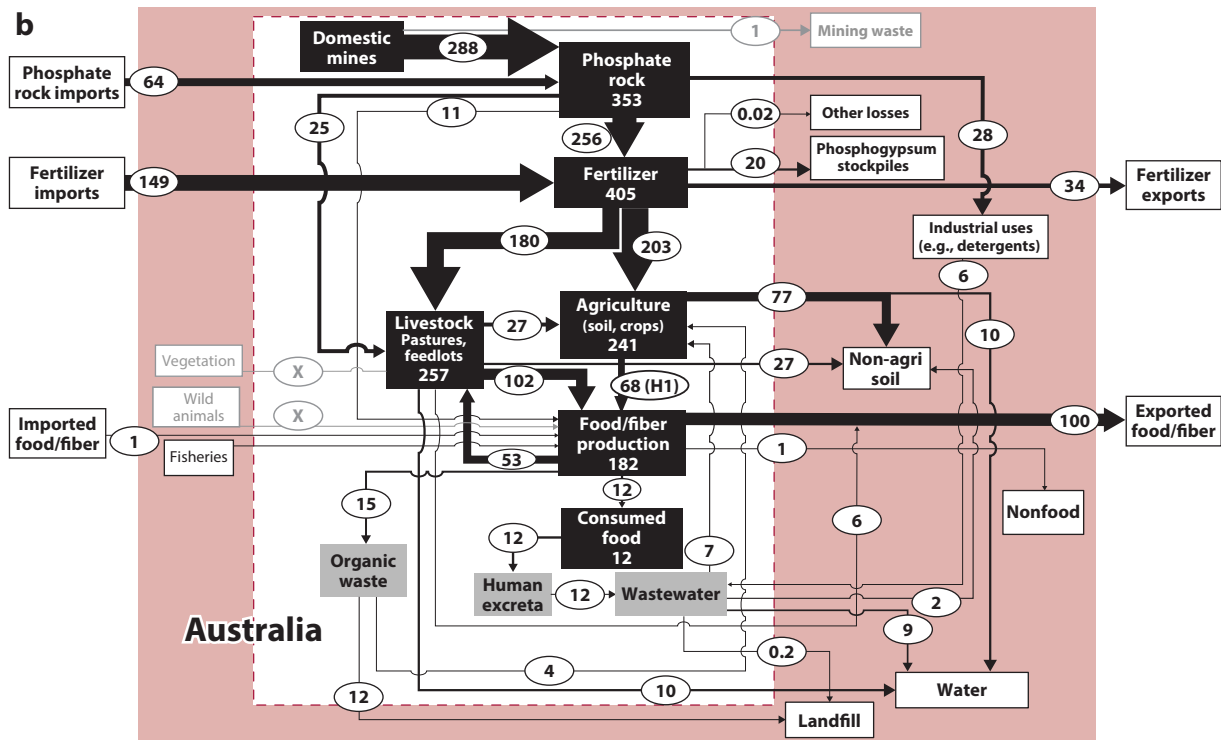 b
Domestic
mines
288
1
Mining waste
Phosphate
rock imports
64
Phosphate
rock
353
25
11
256
0.02
Other losses
28
20
Phosphogypsum
stockpiles
Fertilizer
imports
149
Fertilizer
405
34
Fertilizer
exports
180
203
Industrial uses
(e.g., detergents)
6
Livestock
Pastures,
feedlots
257
27
Agriculture
(soil, crops)
241
77
10
Vegetation
X
102
68 (H1)
27
Non-agri
soil
Wild
animals
X
Imported
food/fiber
1
Fisheries
53
Food/fiber
production
182
100
Exported
food/fiber
1
15
12
Nonfood
Organic
waste
12
Consumed
food
12
7
6
Human
excreta
12
Wastewater
2
Australia
9
4
0.2
12
10
Water
Landfill